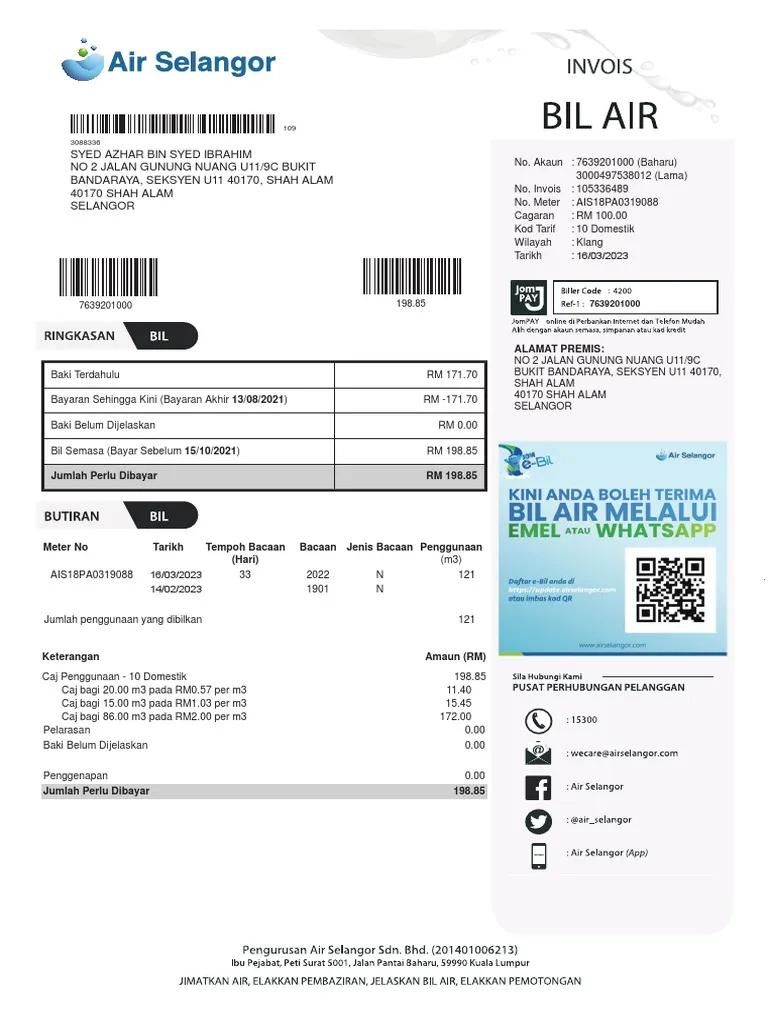 Air Selangor
INVOIS
BIL AIR
109
3088336
SYED AZHAR BIN SYED IBRAHIM
NO 2 JALAN GUNUNG NUANG U11/9C BUKIT
BANDARAYA, SEKSYEN U11 40170, SHAH ALAM
40170 SHAH ALAM
SELANGOR
7639201000
198.85
No. Akaun : 7639201000 (Baharu)
3000497538012 (Lama)
No. Invois : 105336489
No. Meter : AIS18PA0319088
Cagaran : RM 100.00
Kod Tarif : 10 Domestik
Wilayah : Klang
Tarikh : 16/03/2023
Jom PAY
Biller Code : 4200
Ref-1 : 7639201000
JomPAY online di Perbankan Internet dan Telefon Mudah
Alih dengan akaun semasa, simpanan atau kad kredit
ALAMAT PREMIS:
NO 2 JALAN GUNUNG NUANG U11/9C
BUKIT BANDARAYA, SEKSYEN U11 40170,
SHAH ALAM
40170 SHAH ALAM
SELANGOR
RINGKASAN BIL
Baki Terdahulu RM 171.70
Bayaran Sehingga Kini (Bayaran Akhir 13/08/2021) RM -171.70
Baki Belum Dijelaskan RM 0.00
Bil Semasa (Bayar Sebelum 15/10/2021) RM 198.85
Jumlah Perlu Dibayar RM 198.85
BUTIRAN BIL
Meter No Tarikh Tempoh Bacaan Bacaan Jenis Bacaan Penggunaan
(Hari) (m3)
AIS18PA0319088 16/03/2023 33 2022 N 121
14/02/2023 1901 N
Jumlah penggunaan yang dibilkan 121
Keterangan Amaun (RM)
Caj Penggunaan - 10 Domestik 198.85
Caj bagi 20.00 m3 pada RM0.57 per m3 11.40
Caj bagi 15.00 m3 pada RM1.03 per m3 15.45
Caj bagi 86.00 m3 pada RM2.00 per m3 172.00
Pelarasan 0.00
Baki Belum Dijelaskan 0.00
Penggenapan 0.00
Jumlah Perlu Dibayar 198.85
e-Bil
Air Selangor
KINI ANDA BOLEH TERIMA
BIL AIR MELALUI
EMEL ATAU WHATSAPP
Daftar e-Bil anda di
https://update.airselangor.com
atau imbas kod QR
www.airselangor.com
Sila Hubungi Kami
PUSAT PERHUBUNGAN PELANGGAN
: 15300
: wecare@airselangor.com
: Air Selangor
: @air_selangor
: Air Selangor (App)
Pengurusan Air Selangor Sdn. Bhd. (201401006213)
Ibu Pejabat, Peti Surat 5001, Jalan Pantai Baharu, 59990 Kuala Lumpur
JIMATKAN AIR, ELAKKAN PEMBAZIRAN, JELASKAN BIL AIR, ELAKKAN PEMOTONGAN